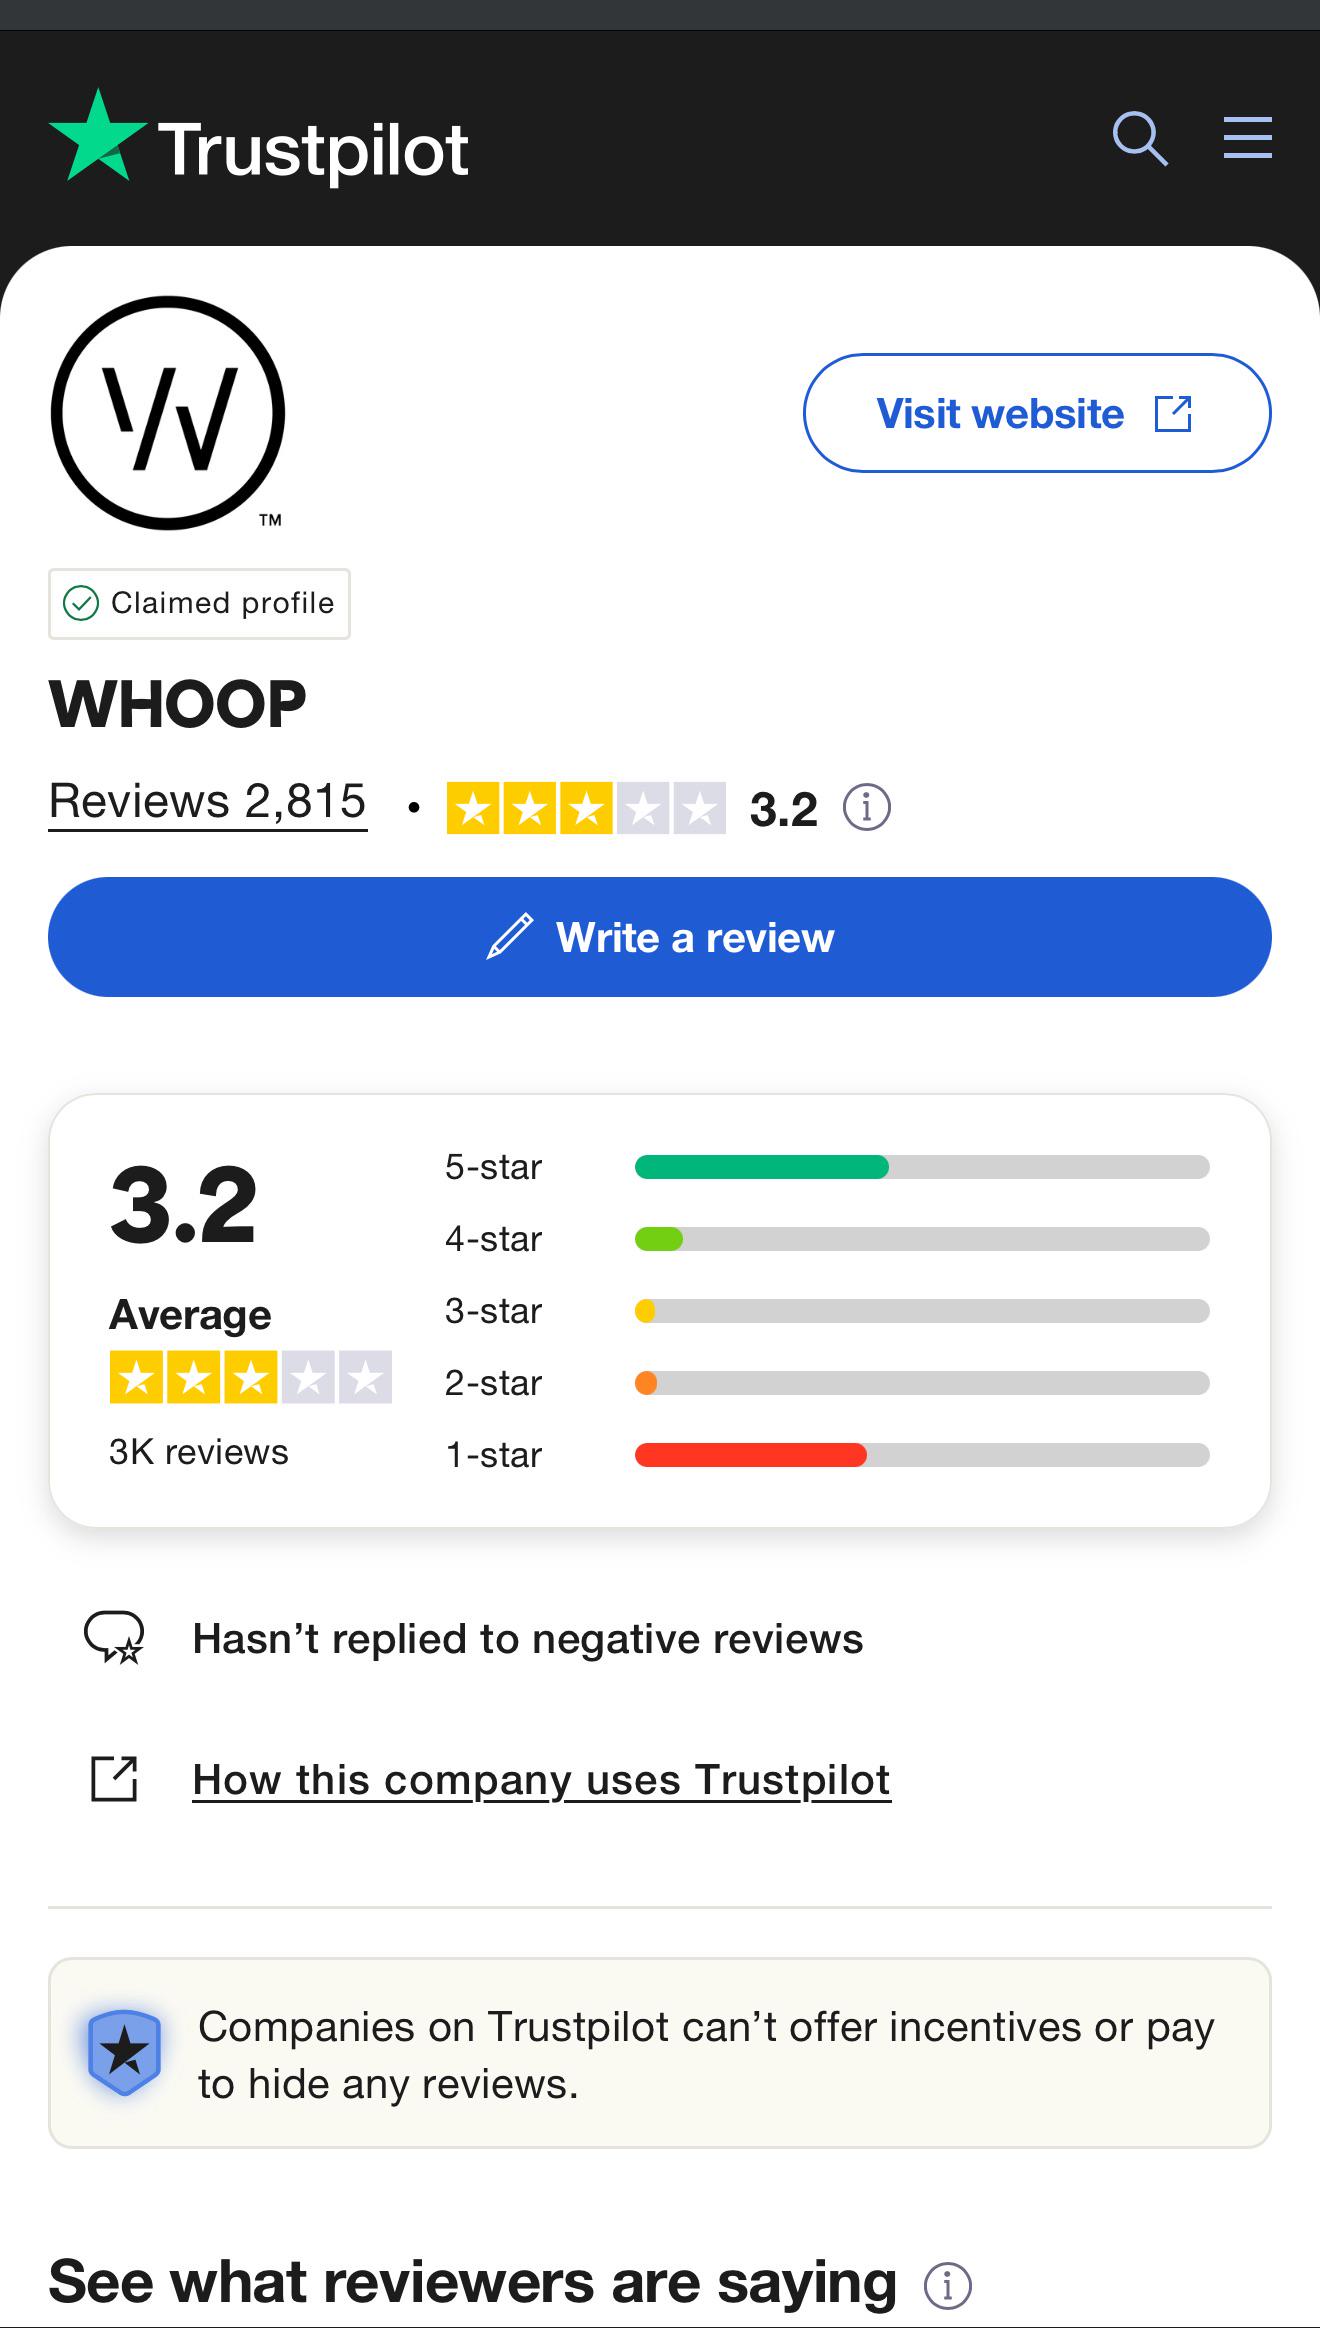 Trustpilot
W
TM
Visit website
Claimed profile
WHOOP
Reviews 2,815 • 3.2
Write a review
3.2
Average
3K reviews
5-star
4-star
3-star
2-star
1-star
Hasn’t replied to negative reviews
How this company uses Trustpilot
Companies on Trustpilot can’t offer incentives or pay
to hide any reviews.
See what reviewers are saying